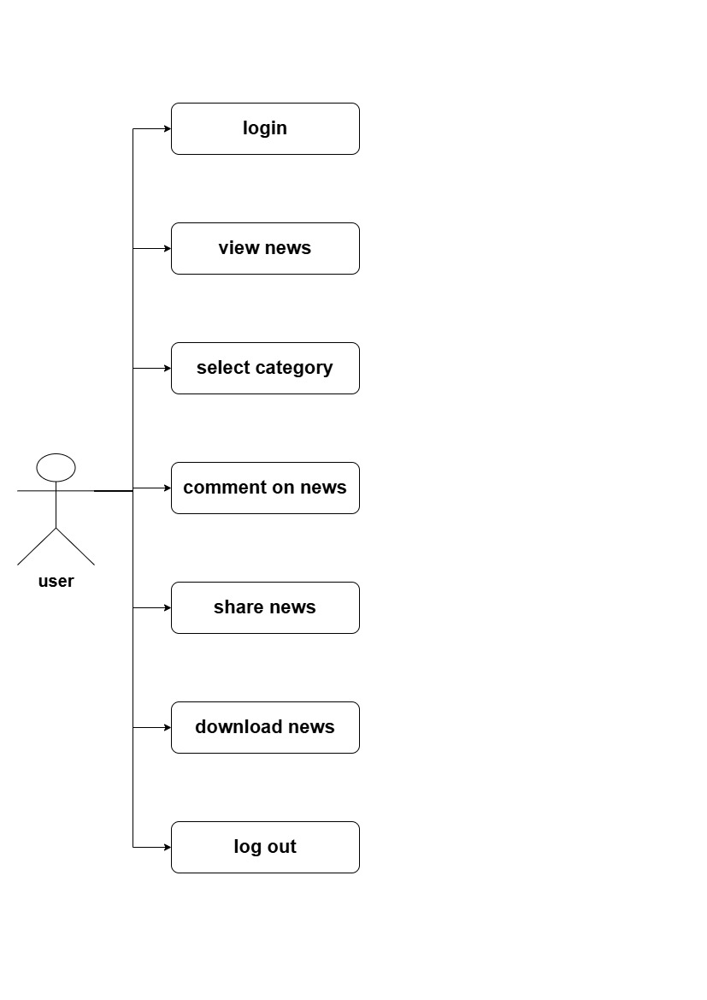 login
view news
select category
comment on news
user
share news
download news
log out